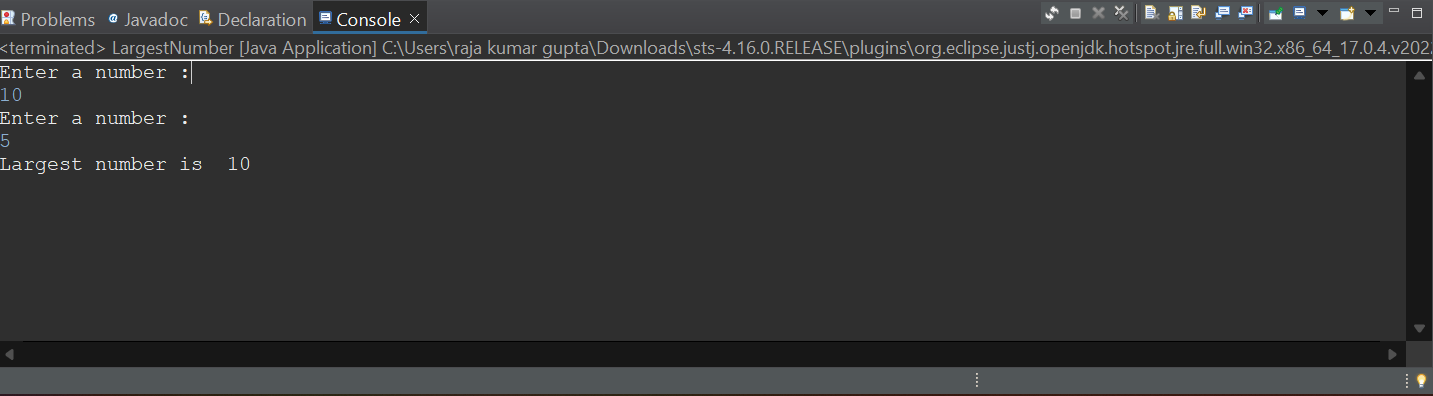 Problems Javadoc Declaration Console
<terminated> LargestNumber [Java Application] C:\Users\raja kumar gupta\Downloads\sts-4.16.0.RELEASE\plugins\org.eclipse.justj.openjdk.hotspot.jre.full.win32.x86_64_17.0.4.v202
Enter a number :
10
Enter a number :
5
Largest number is  10